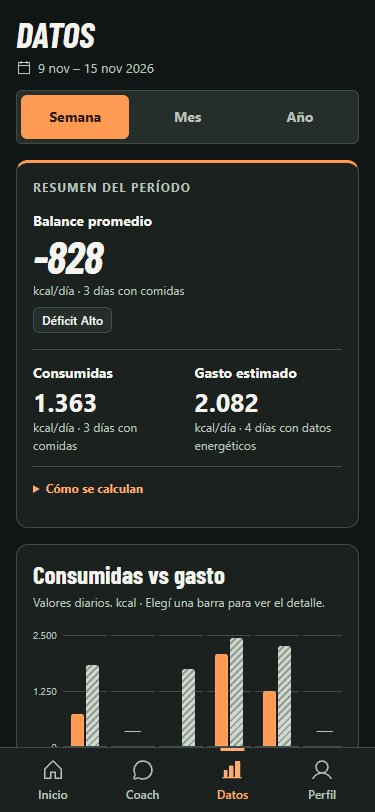 DATOS
9 nov – 15 nov 2026
Semana Mes Año
RESUMEN DEL PERÍODO
Balance promedio
-828
kcal/día · 3 días con comidas
Déficit Alto
Consumidas Gasto estimado
1.363 2.082
kcal/día · 3 días con comidas
kcal/día · 4 días con datos energéticos
Cómo se calculan
Consumidas vs gasto
Valores diarios. kcal · Elegí una barra para ver el detalle.
2.500
1.250
0
Inicio Coach Datos Perfil